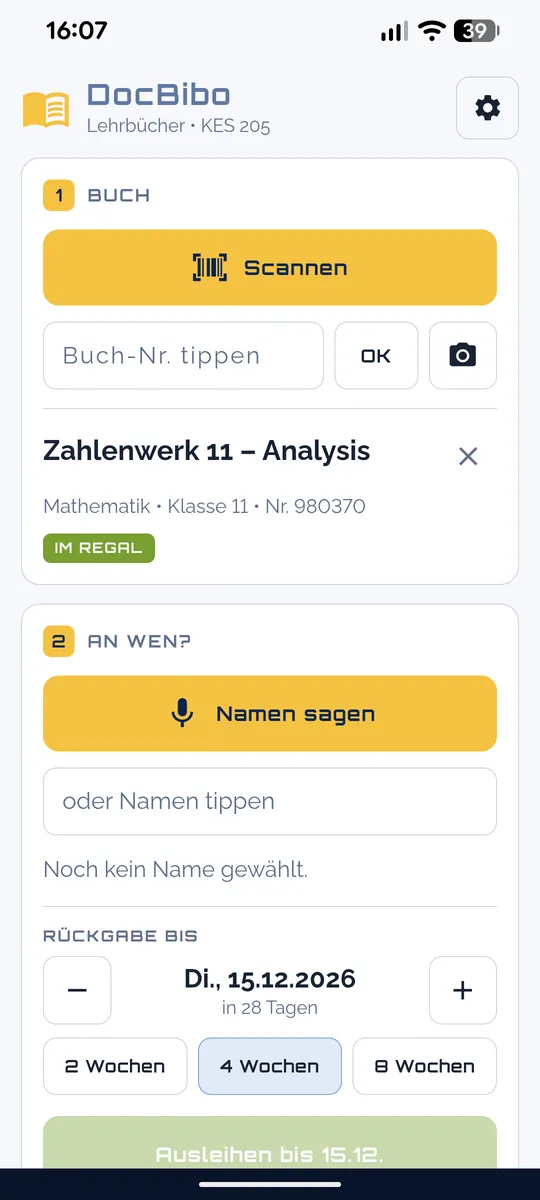 16:07
39
DocBibo
Lehrbücher • KES 205
1 BUCH
Scannen
Buch-Nr. tippen
OK
Zahlenwerk 11 – Analysis
Mathematik • Klasse 11 • Nr. 980370
IM REGAL
2 AN WEN?
Namen sagen
oder Namen tippen
Noch kein Name gewählt.
RÜCKGABE BIS
Di., 15.12.2026
in 28 Tagen
2 Wochen
4 Wochen
8 Wochen
Ausleihen bis 15.12.